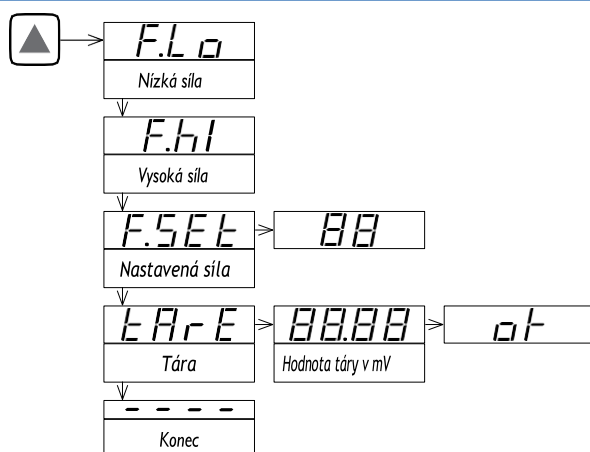 F.Lo
Nízká síla
F.hI
Vysoká síla
F.SEt 88
Nastavená síla
tArE 88.88 ok
Tára Hodnota táry v mV
- - - -
Konec